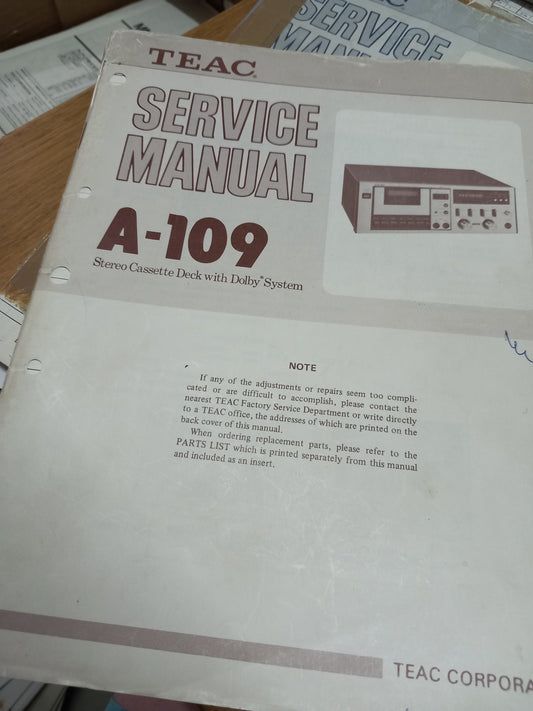 TEAC
SERVICE
MANUAL
TEAC®
SERVICE
MANUAL
A-109
Stereo Cassette Deck with Dolby* System
NOTE
If any of the adjustments or repairs seem too compli-
cated or are difficult to accomplish, please contact the
nearest TEAC Factory Service Department or write directly
to a TEAC office, the addresses of which are printed on the
back cover of this manual.
When ordering replacement parts, please refer to the
PARTS LIST which is printed separately from this manual
and included as an insert.
TEAC CORPORA